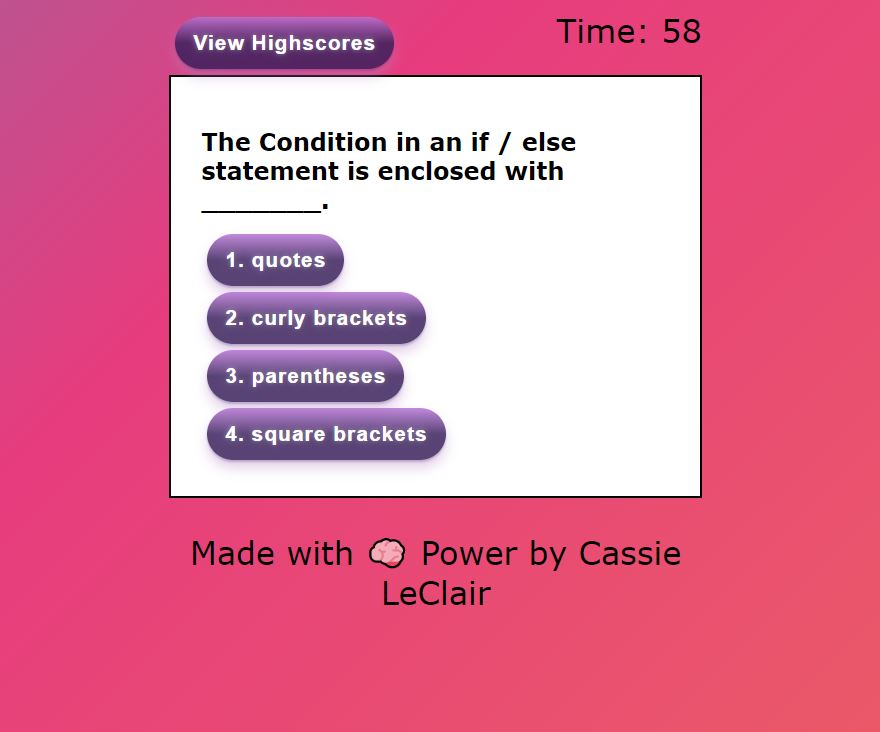 View Highscores
Time: 58
The Condition in an if / else
statement is enclosed with
________.
1. quotes
2. curly brackets
3. parentheses
4. square brackets
Made with 🧠 Power by Cassie
LeClair